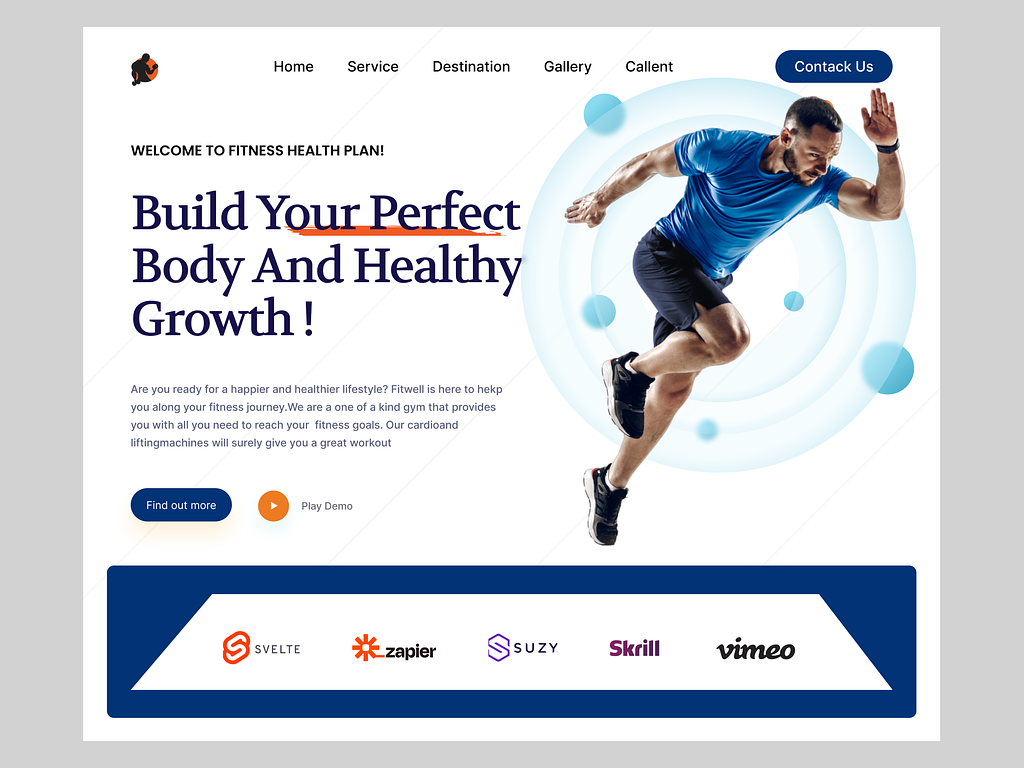 Home Service Destination Gallery Callent Contack Us
WELCOME TO FITNESS HEALTH PLAN!
Build Your Perfect
Body And Healthy
Growth !
Are you ready for a happier and healthier lifestyle? Fitwell is here to hekp
you along your fitness journey.We are a one of a kind gym that provides
you with all you need to reach your fitness goals. Our cardioand
liftingmachines will surely give you a great workout
Find out more Play Demo
SVELTE zapier SUZY Skrill vimeo